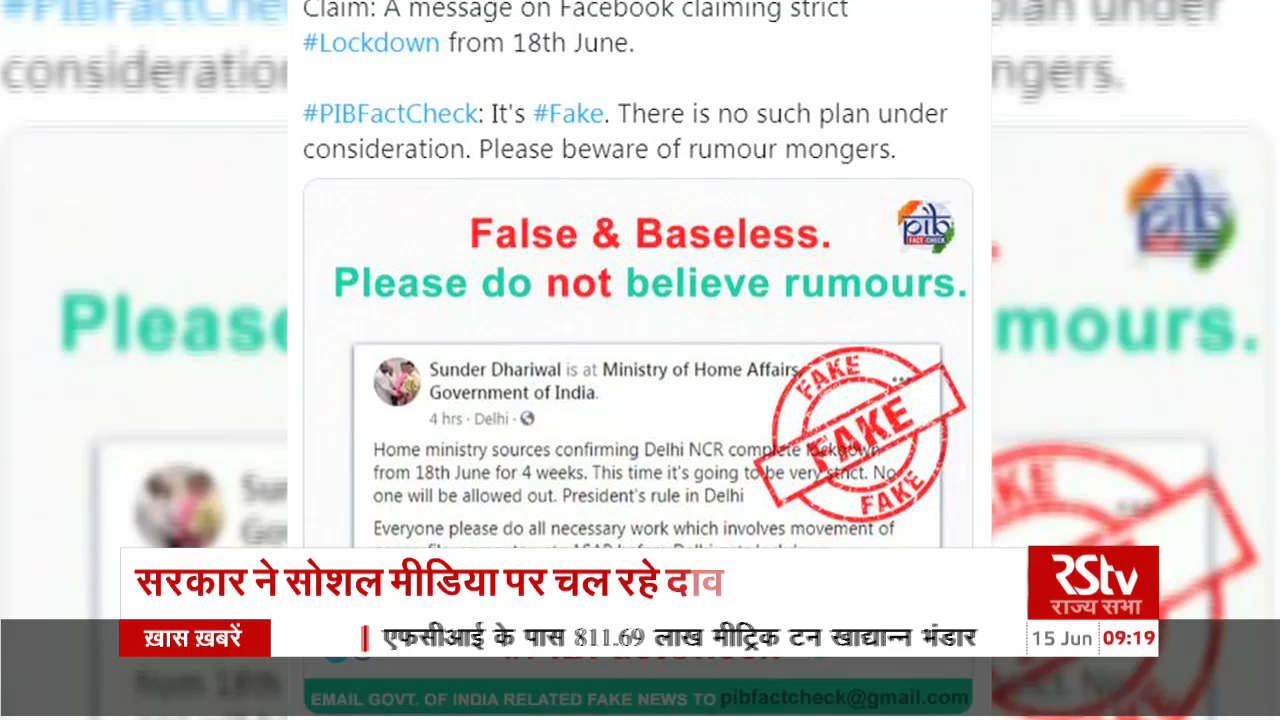 Claim: A message on Facebook claiming strict
#Lockdown from 18th June.
#PIBFactCheck: It's #Fake. There is no such plan under
consideration. Please beware of rumour mongers.
pib
FACT CHECK
False & Baseless.
Please do not believe rumours.
Sunder Dhariwal is at Ministry of Home Affairs,
Government of India.
4 hrs · Delhi ·
Home ministry sources confirming Delhi NCR complete lockdown
from 18th June for 4 weeks. This time it's going to be very strict. No
one will be allowed out. President's rule in Delhi
Everyone please do all necessary work which involves movement of
FAKE
FAKE
FAKE
सरकार ने सोशल मीडिया पर चल रहे दाव
RStv
राज्य सभा
ख़ास ख़बरें
एफसीआई के पास 811.69 लाख मीट्रिक टन खाद्यान्न भंडार
15 Jun 09:19
EMAIL GOVT. OF INDIA RELATED FAKE NEWS TO pibfactcheck@gmail.com